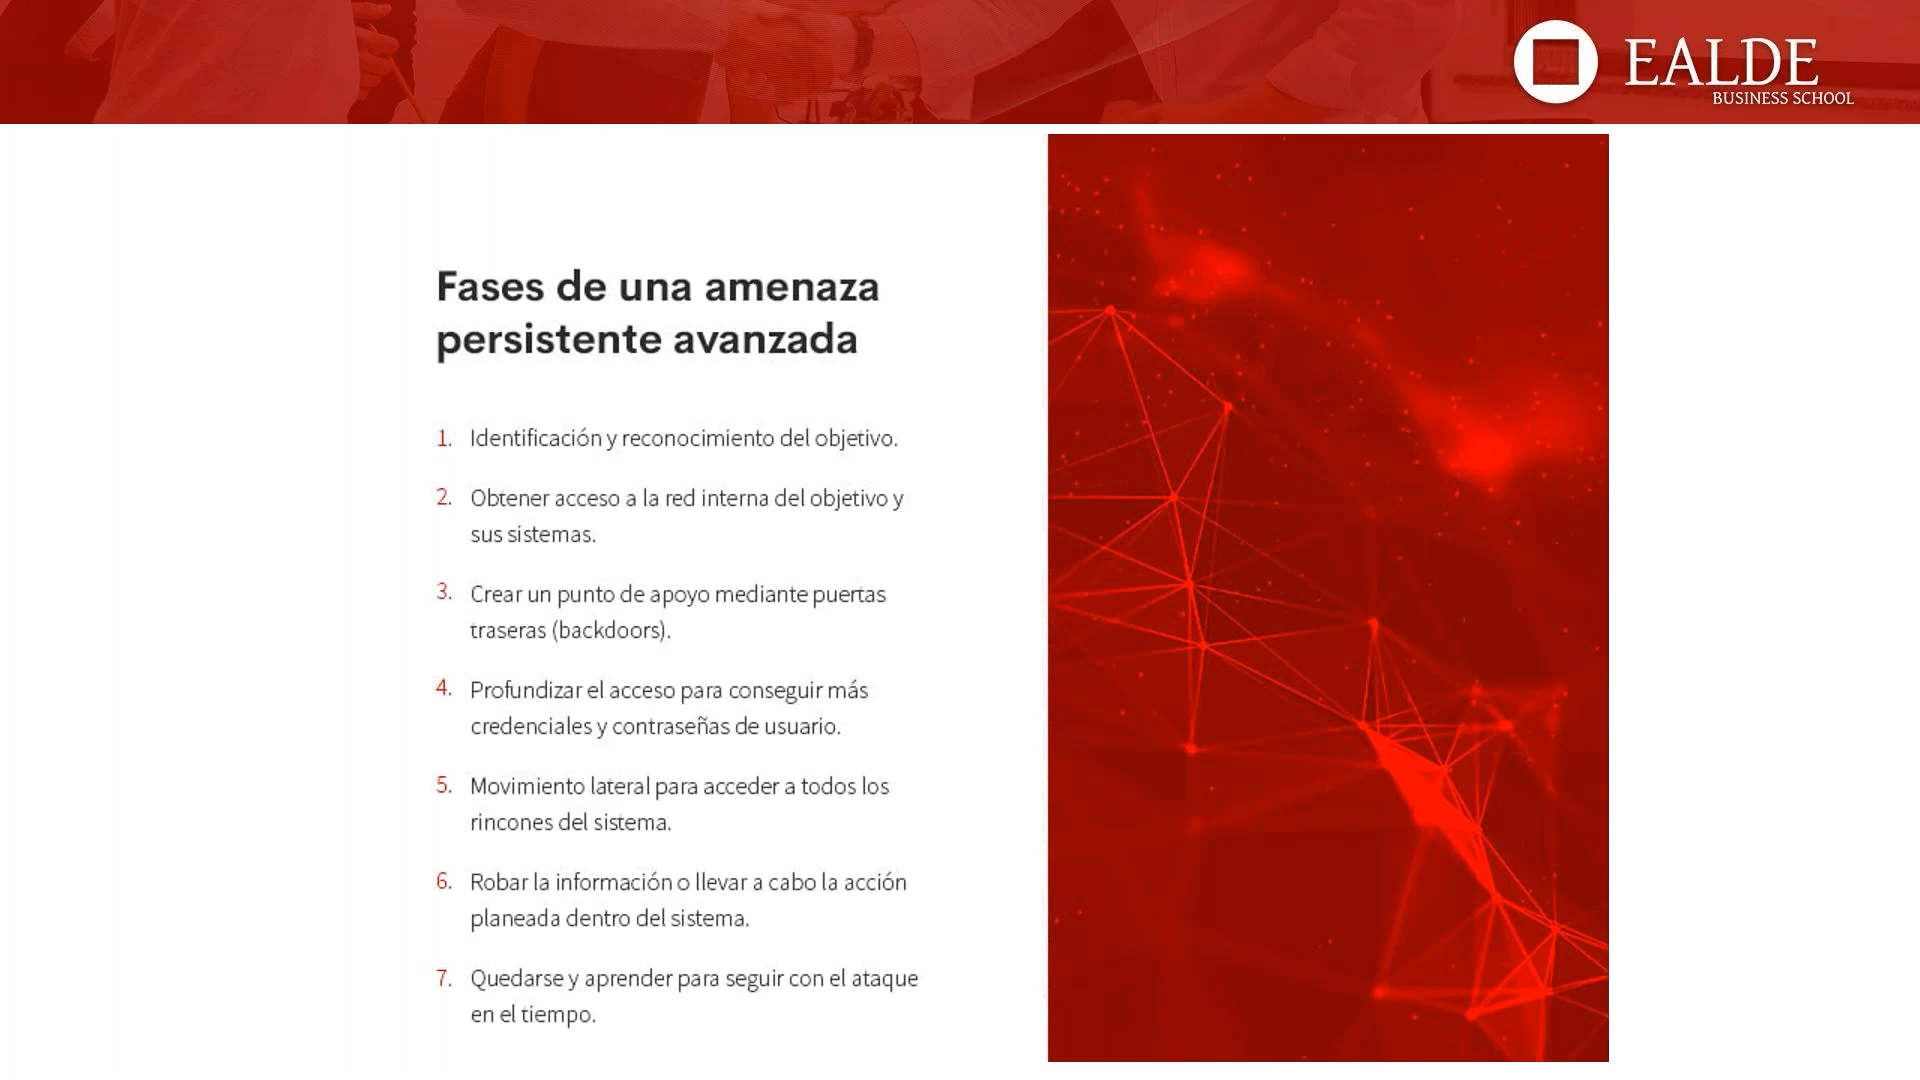 EALDE
BUSINESS SCHOOL
Fases de una amenaza
persistente avanzada
1. Identificación y reconocimiento del objetivo.
2. Obtener acceso a la red interna del objetivo y
sus sistemas.
3. Crear un punto de apoyo mediante puertas
traseras (backdoors).
4. Profundizar el acceso para conseguir más
credenciales y contraseñas de usuario.
5. Movimiento lateral para acceder a todos los
rincones del sistema.
6. Robar la información o llevar a cabo la acción
planeada dentro del sistema.
7. Quedarse y aprender para seguir con el ataque
en el tiempo.